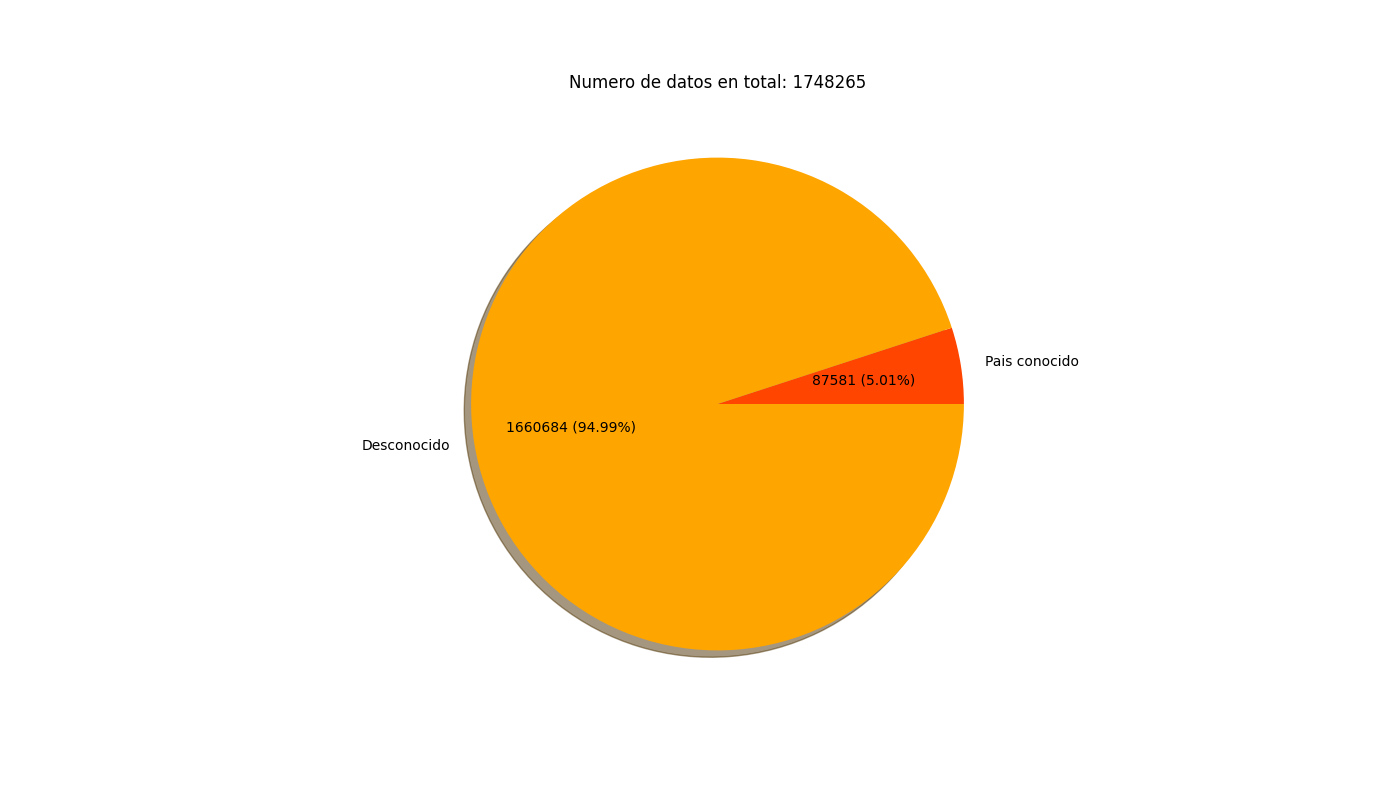 Numero de datos en total: 1748265
Pais conocido
87581 (5.01%)
1660684 (94.99%)
Desconocido